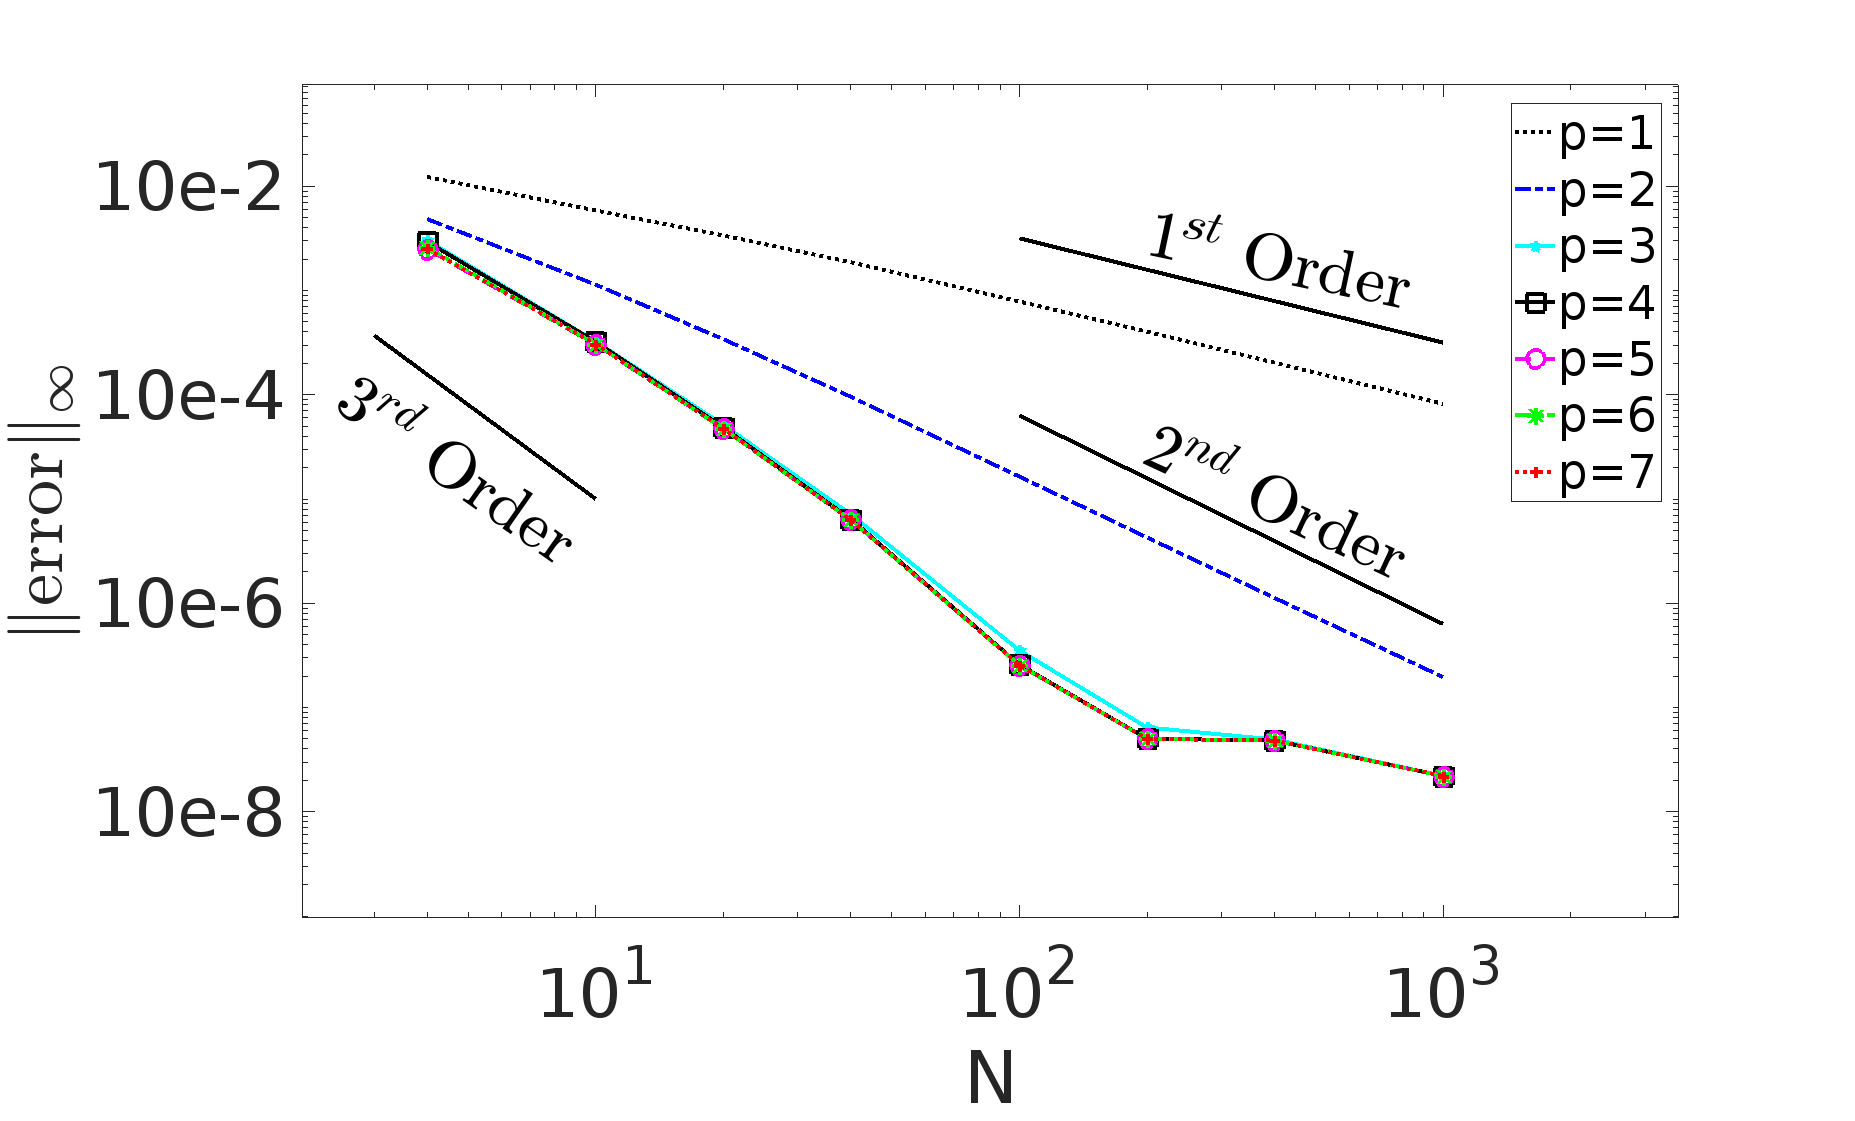 10e-2
10e-4
10e-6
10e-8
‖error‖∞
1ˢᵗ Order
2ⁿᵈ Order
3ʳᵈ Order
p=1
p=2
p=3
p=4
p=5
p=6
p=7
10¹
10²
10³
N